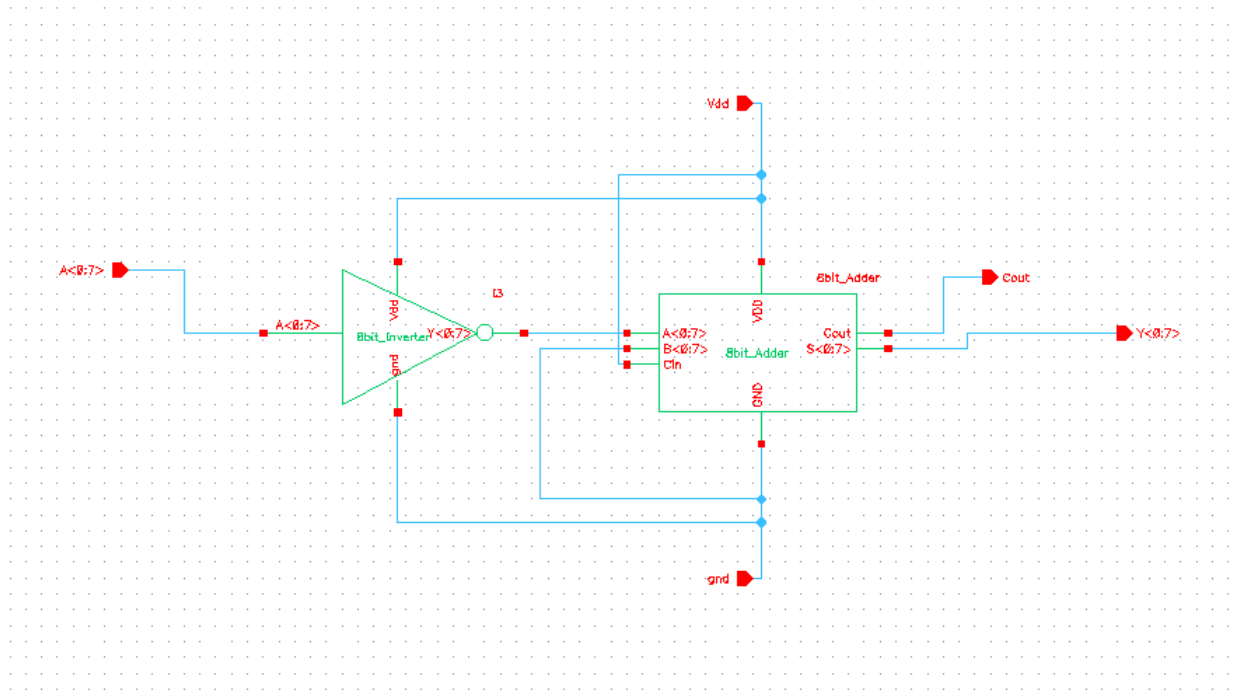 Vdd
A<0:7>
I3
8bit_Adder
Cout
A<0:7>
Vdd
8bit_Inverter
Y<0:7>
gnd
VDD
A<0:7>
B<0:7>
Cin
8bit_Adder
Cout
S<0:7>
GND
Y<0:7>
gnd